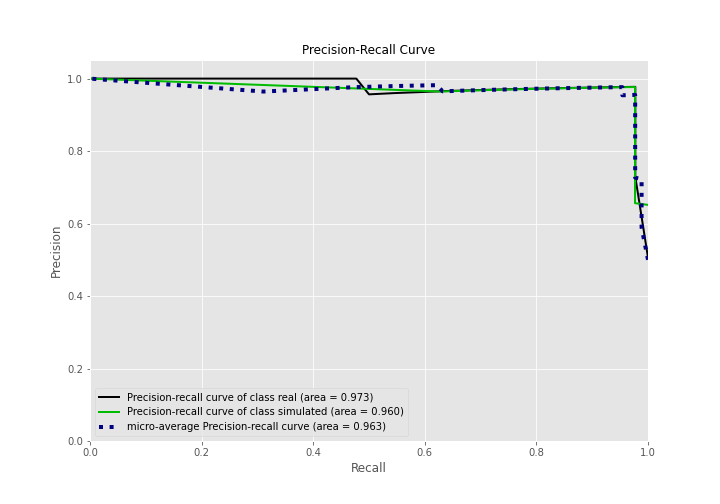 Precision-Recall Curve
1.0
0.8
0.6
0.4
0.2
0.0
Precision
Precision-recall curve of class real (area = 0.973)
Precision-recall curve of class simulated (area = 0.960)
micro-average Precision-recall curve (area = 0.963)
0.0 0.2 0.4 0.6 0.8 1.0
Recall